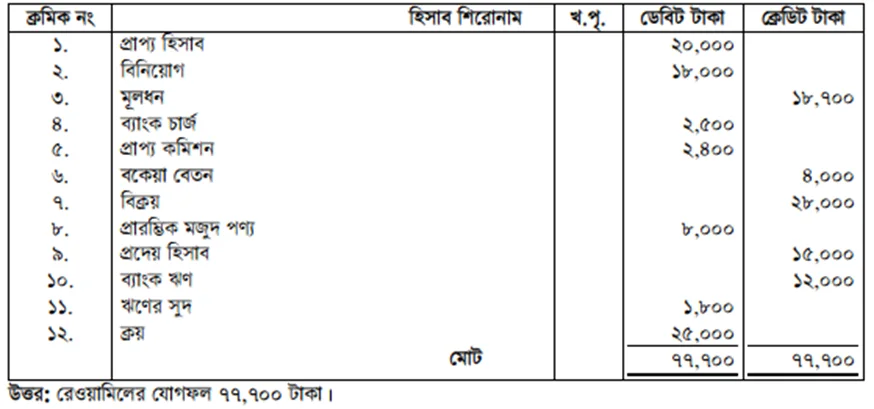 ক্রমিক নং হিসাব শিরোনাম খ.পৃ. ডেবিট টাকা ক্রেডিট টাকা
১. প্রাপ্য হিসাব ২০,০০০
২. বিনিয়োগ ১৮,০০০
৩. মূলধন ১৮,৭০০
৪. ব্যাংক চার্জ ২,৫০০
৫. প্রাপ্য কমিশন ২,৪০০
৬. বকেয়া বেতন ৪,০০০
৭. বিক্রয় ২৮,০০০
৮. প্রারম্ভিক মজুদ পণ্য ৮,০০০
৯. প্রদেয় হিসাব ১৫,০০০
১০. ব্যাংক ঋণ ১২,০০০
১১. ঋণের সুদ ১,৮০০
১২. ক্রয় ২৫,০০০
মোট ৭৭,৭০০ ৭৭,৭০০
উত্তর: রেওয়ামিলের যোগফল ৭৭,৭০০ টাকা।